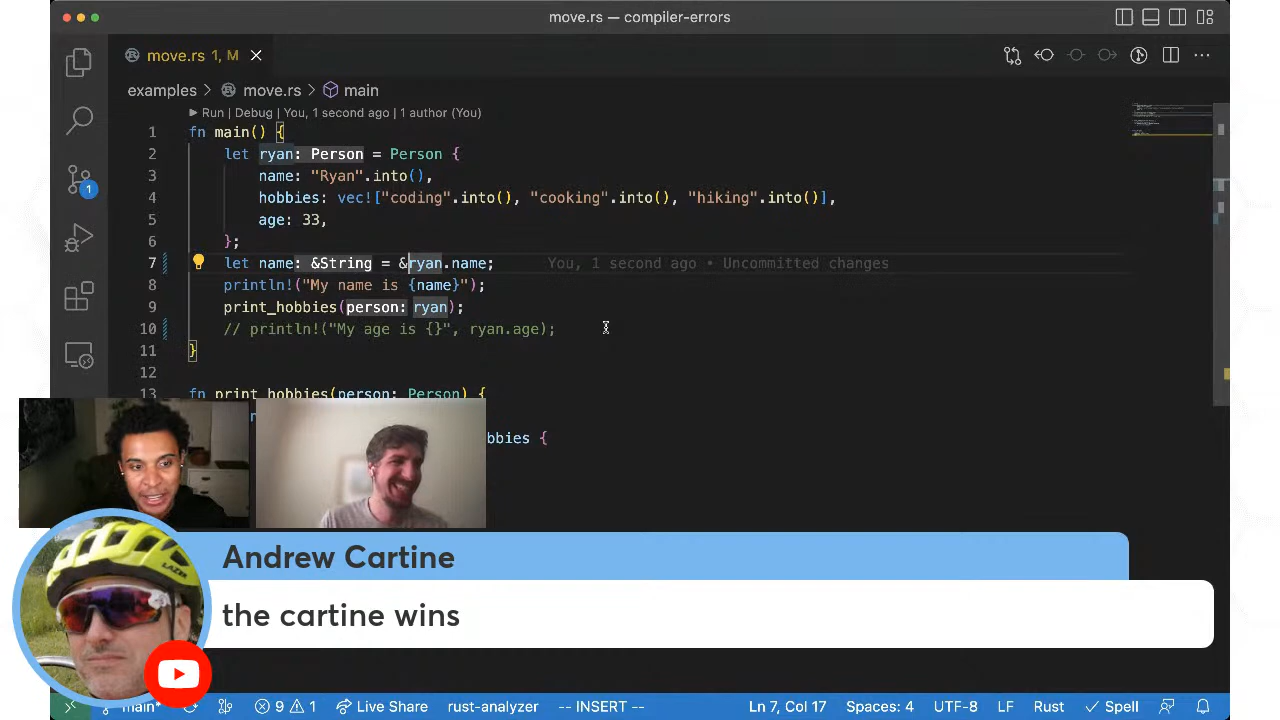 move.rs — compiler-errors
move.rs 1, M
examples > move.rs > main
Run | Debug | You, 1 second ago | 1 author (You)
1 fn main() {
2 let ryan: Person = Person {
3 name: "Ryan".into(),
4 hobbies: vec!["coding".into(), "cooking".into(), "hiking".into()],
5 age: 33,
6 };
7 let name: &String = &ryan.name; You, 1 second ago • Uncommitted changes
8 println!("My name is {name}");
9 print_hobbies(person: ryan);
10 // println!("My age is {}", ryan.age);
11 }
12
13 fn print_hobbies(person: Person) {
bbies {
1
Andrew Cartine
the cartine wins
main* 9 1 Live Share rust-analyzer -- INSERT -- Ln 7, Col 17 Spaces: 4 UTF-8 LF Rust Spell